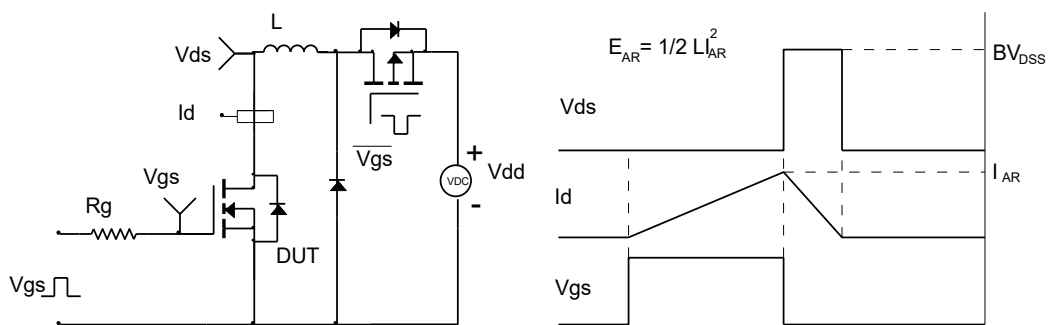 L
Vds
Id
Vgs
Vgs
Rg
DUT
Vgs
+
VDC
Vdd
-
E_AR = 1/2 LI_AR^2
BV_DSS
Vds
I_AR
Id
Vgs